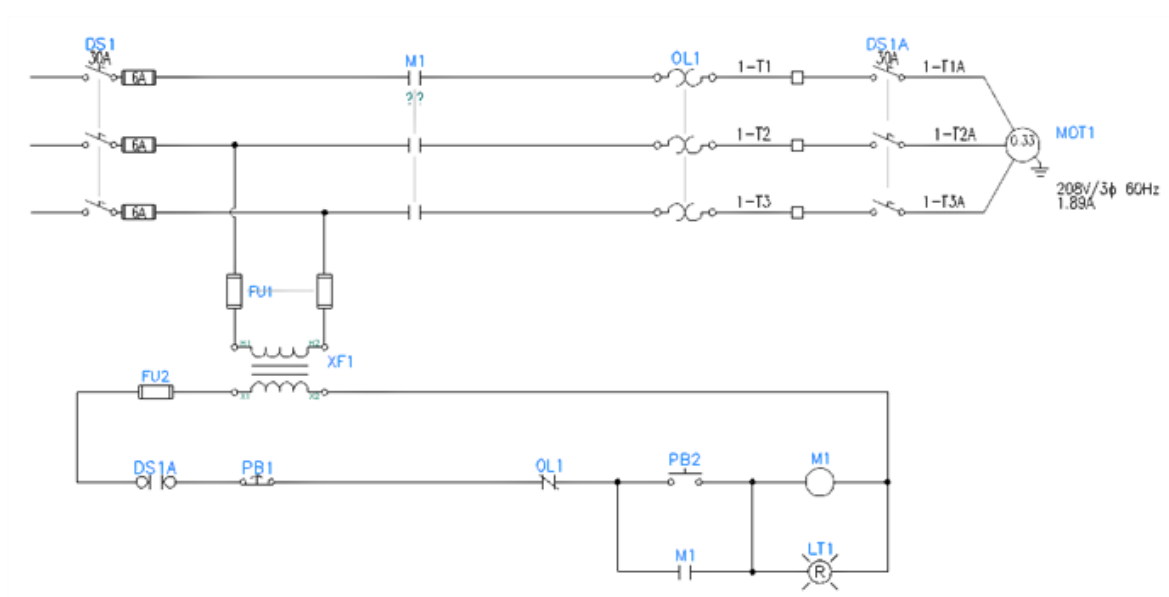 DS1
30A
6A
M1
??
OL1
1-T1
DS1A
30A
1-T1A
6A
1-T2
1-T2A
0.33
MOT1
6A
1-T3
1-T3A
208V/3ϕ 60Hz
1.89A
FU1
H1
H2
XF1
FU2
X1
X2
DS1A
PB1
OL1
PB2
M1
M1
LT1
R